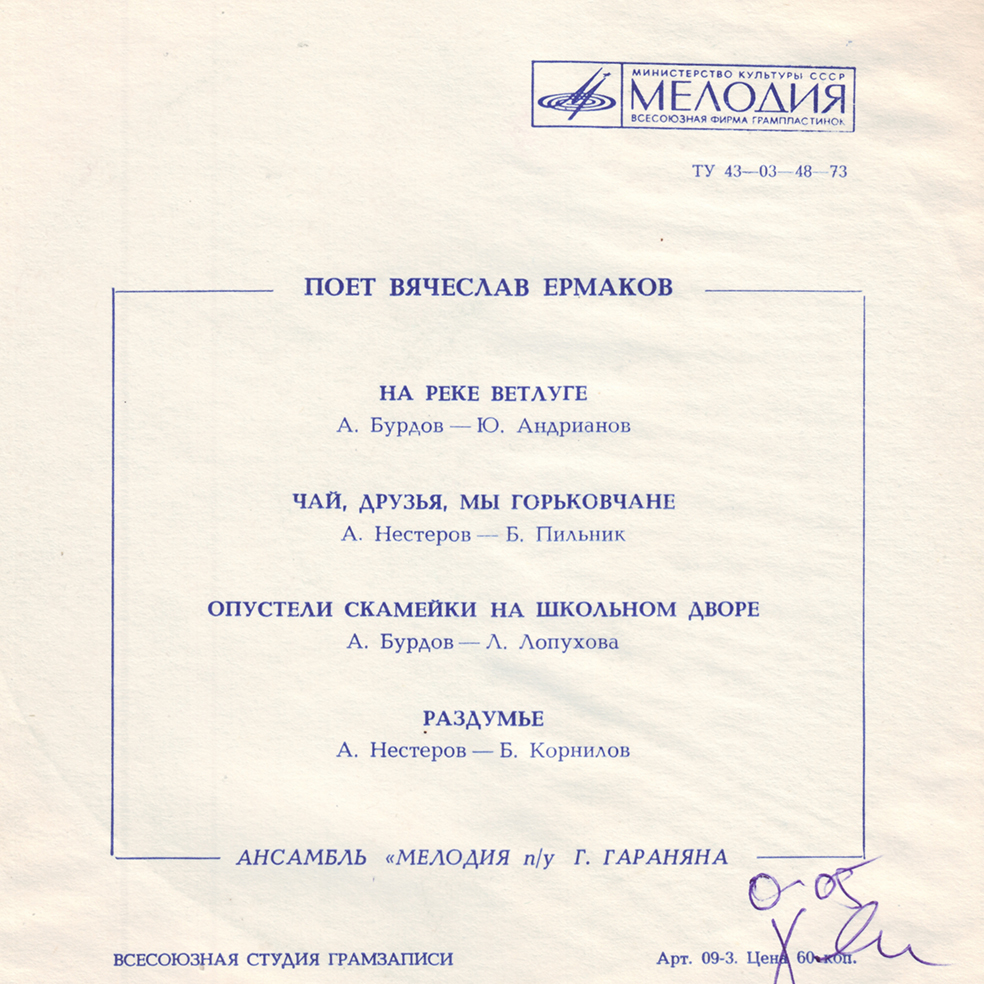 МИНИСТЕРСТВО КУЛЬТУРЫ СССР
МЕЛОДИЯ
ВСЕСОЮЗНАЯ ФИРМА ГРАМПЛАСТИНОК
ТУ 43—03—48—73
ПОЕТ ВЯЧЕСЛАВ ЕРМАКОВ
НА РЕКЕ ВЕТЛУГЕ
А. Бурдов — Ю. Андрианов
ЧАЙ, ДРУЗЬЯ, МЫ ГОРЬКОВЧАНЕ
А. Нестеров — Б. Пильник
ОПУСТЕЛИ СКАМЕЙКИ НА ШКОЛЬНОМ ДВОРЕ
А. Бурдов — Л. Лопухова
РАЗДУМЬЕ
А. Нестеров — Б. Корнилов
АНСАМБЛЬ «МЕЛОДИЯ п/у Г. ГАРАНЯНА
0-05
ВСЕСОЮЗНАЯ СТУДИЯ ГРАМЗАПИСИ
Арт. 09-3. Цена 60 коп.